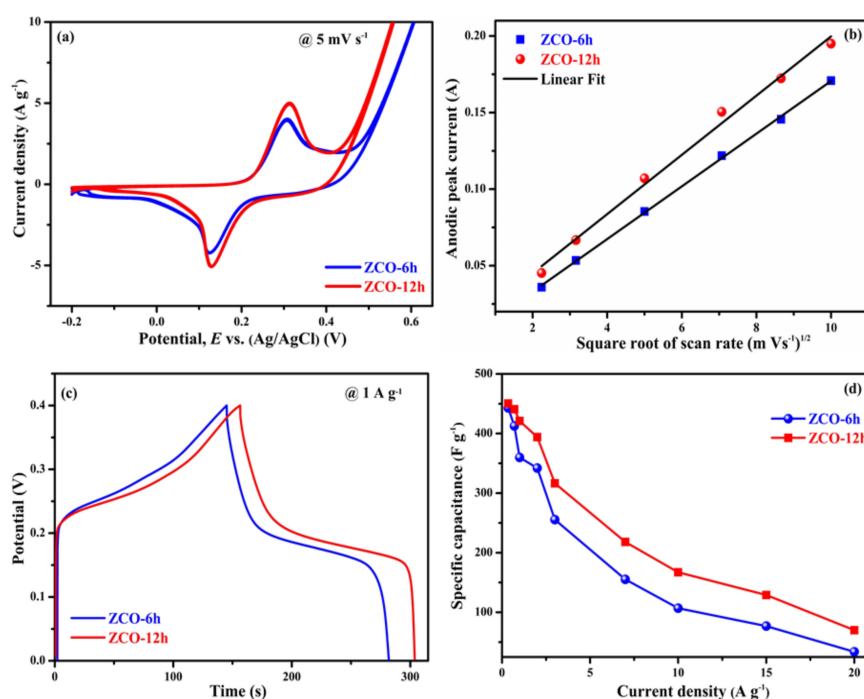 (a)
@ 5 mV s⁻¹
10
5
0
-5
Current density (A g⁻¹)
ZCO-6h
ZCO-12h
-0.2
0.0
0.2
0.4
0.6
Potential, E vs. (Ag/AgCl) (V)
(b)
ZCO-6h
ZCO-12h
Linear Fit
0.20
0.15
0.10
0.05
Anodic peak current (A)
2
4
6
8
10
Square root of scan rate (m Vs⁻¹)¹/²
(c)
@ 1 A g⁻¹
0.4
0.3
0.2
0.1
0.0
Potential (V)
ZCO-6h
ZCO-12h
0
100
200
300
Time (s)
(d)
ZCO-6h
ZCO-12h
500
450
400
350
300
250
200
150
100
50
Specific capacitance (F g⁻¹)
0
5
10
15
20
Current density (A g⁻¹)